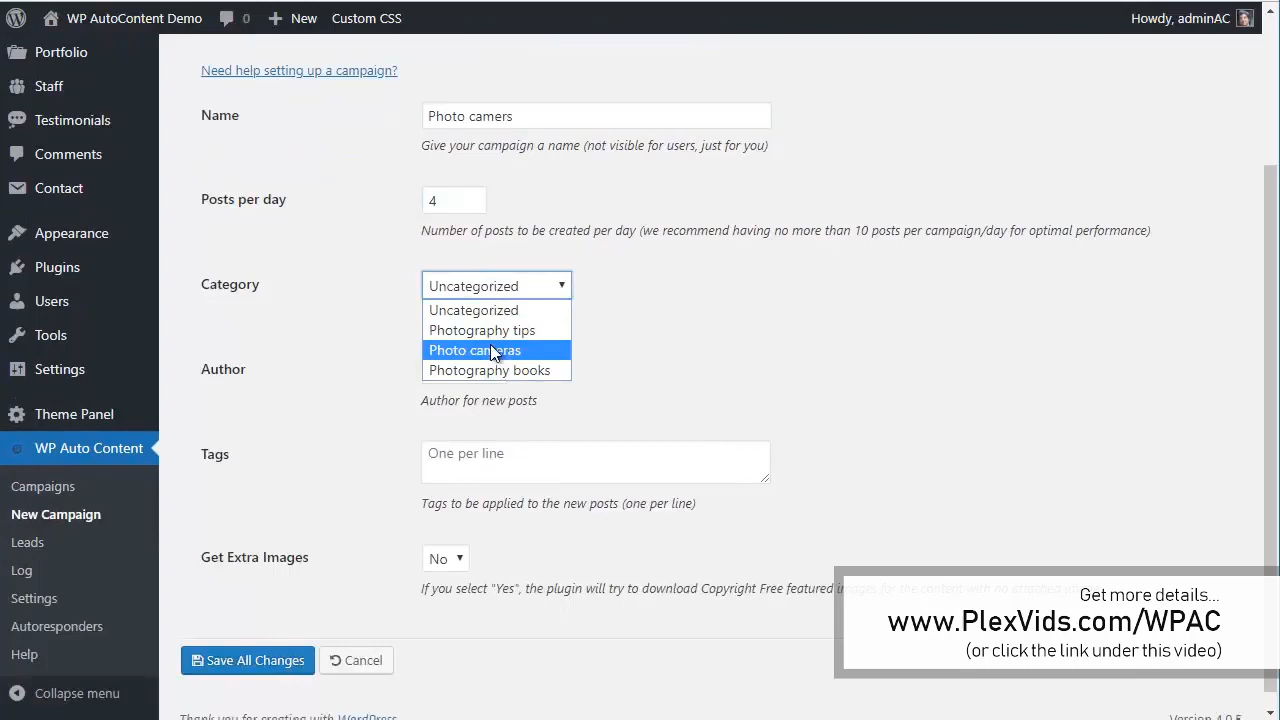 WP AutoContent Demo 0 New Custom CSS Howdy, adminAC
Portfolio
Staff
Testimonials
Comments
Contact
Appearance
Plugins
Users
Tools
Settings
Theme Panel
WP Auto Content
Campaigns
New Campaign
Leads
Log
Settings
Autoresponders
Help
Collapse menu
Need help setting up a campaign?
Name Photo camers
Give your campaign a name (not visible for users, just for you)
Posts per day 4
Number of posts to be created per day (we recommend having no more than 10 posts per campaign/day for optimal performance)
Category Uncategorized
Uncategorized
Photography tips
Photo cameras
Photography books
Author
Author for new posts
Tags One per line
Tags to be applied to the new posts (one per line)
Get Extra Images No
If you select "Yes", the plugin will try to download Copyright Free featured images for the content with no attached
Save All Changes Cancel
Get more details...
www.PlexVids.com/WPAC
(or click the link under this video)
Thank you for creating with WordPress